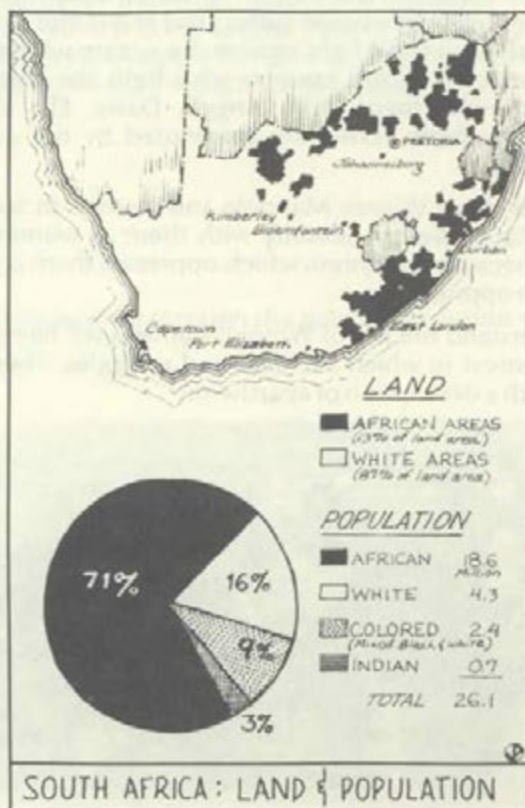 PRETORIA
Johannesburg
Kimberley
Bloemfontein
Capetown
Port Elizabeth
East London
LAND
AFRICAN AREAS
(13% of land area)
WHITE AREAS
(87% of land area)
POPULATION
AFRICAN 18.6
Million
WHITE 4.3
COLORED 2.4
(Mixed Black & white)
INDIAN 0.7
TOTAL 26.1
71%
16%
9%
3%
SOUTH AFRICA: LAND & POPULATION